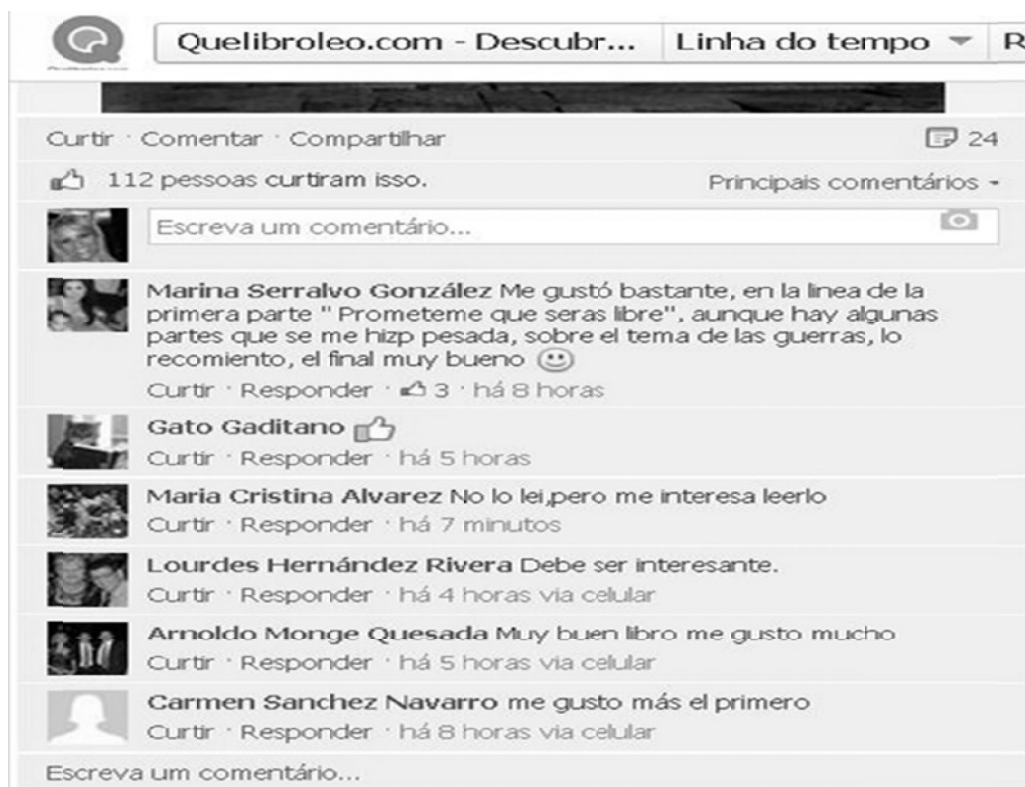 Quelibroleo.com - Descubr... Linha do tempo R
Curtir · Comentar · Compartilhar 24
112 pessoas curtiram isso. Principais comentários
Escreva um comentário...
Marina Serralvo González Me gustó bastante, en la linea de la
primera parte " Prometeme que seras libre", aunque hay algunas
partes que se me hizp pesada, sobre el tema de las guerras, lo
recomiento, el final muy bueno
Curtir · Responder · 3 · há 8 horas
Gato Gaditano
Curtir · Responder · há 5 horas
Maria Cristina Alvarez No lo lei,pero me interesa leerlo
Curtir · Responder · há 7 minutos
Lourdes Hernández Rivera Debe ser interesante.
Curtir · Responder · há 4 horas via celular
Arnoldo Monge Quesada Muy buen libro me gusto mucho
Curtir · Responder · há 5 horas via celular
Carmen Sanchez Navarro me gusto más el primero
Curtir · Responder · há 8 horas via celular
Escreva um comentário...